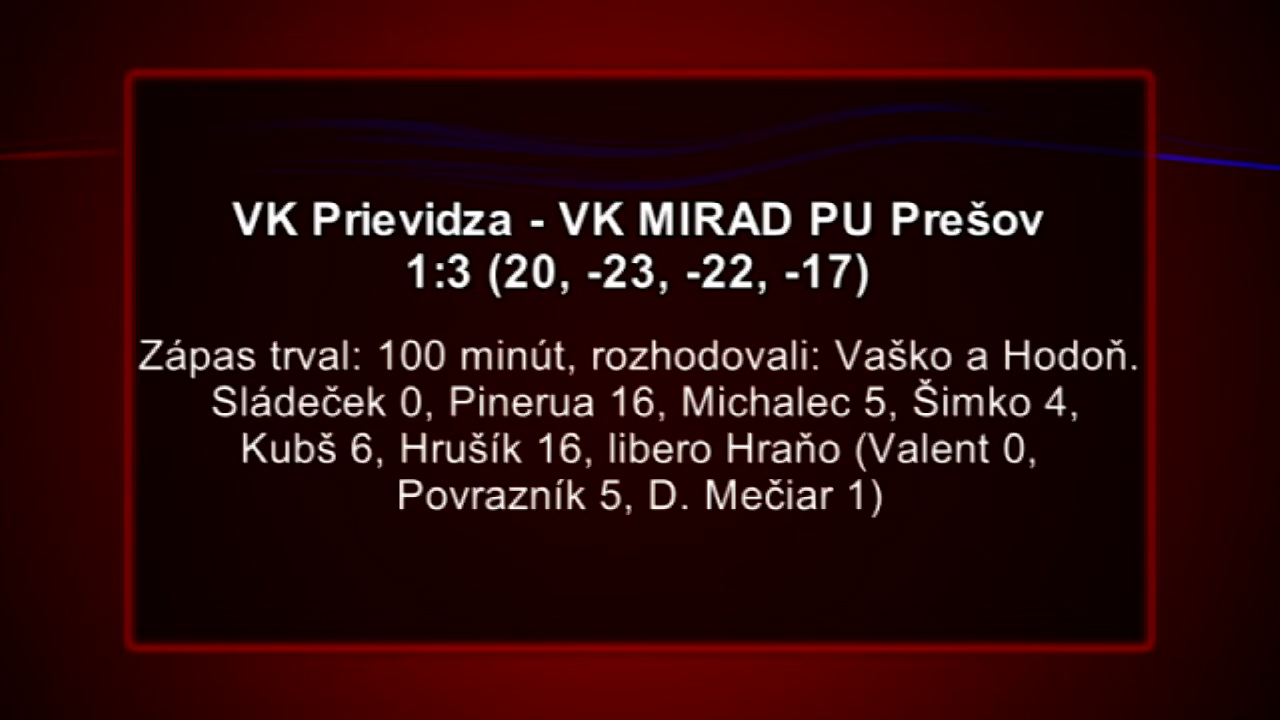 VK Prievidza - VK MIRAD PU Prešov
1:3 (20, -23, -22, -17)
Zápas trval: 100 minút, rozhodovali: Vaško a Hodoň.
Sládeček 0, Pinerua 16, Michalec 5, Šimko 4,
Kubš 6, Hrušík 16, libero Hraňo (Valent 0,
Povrazník 5, D. Mečiar 1)